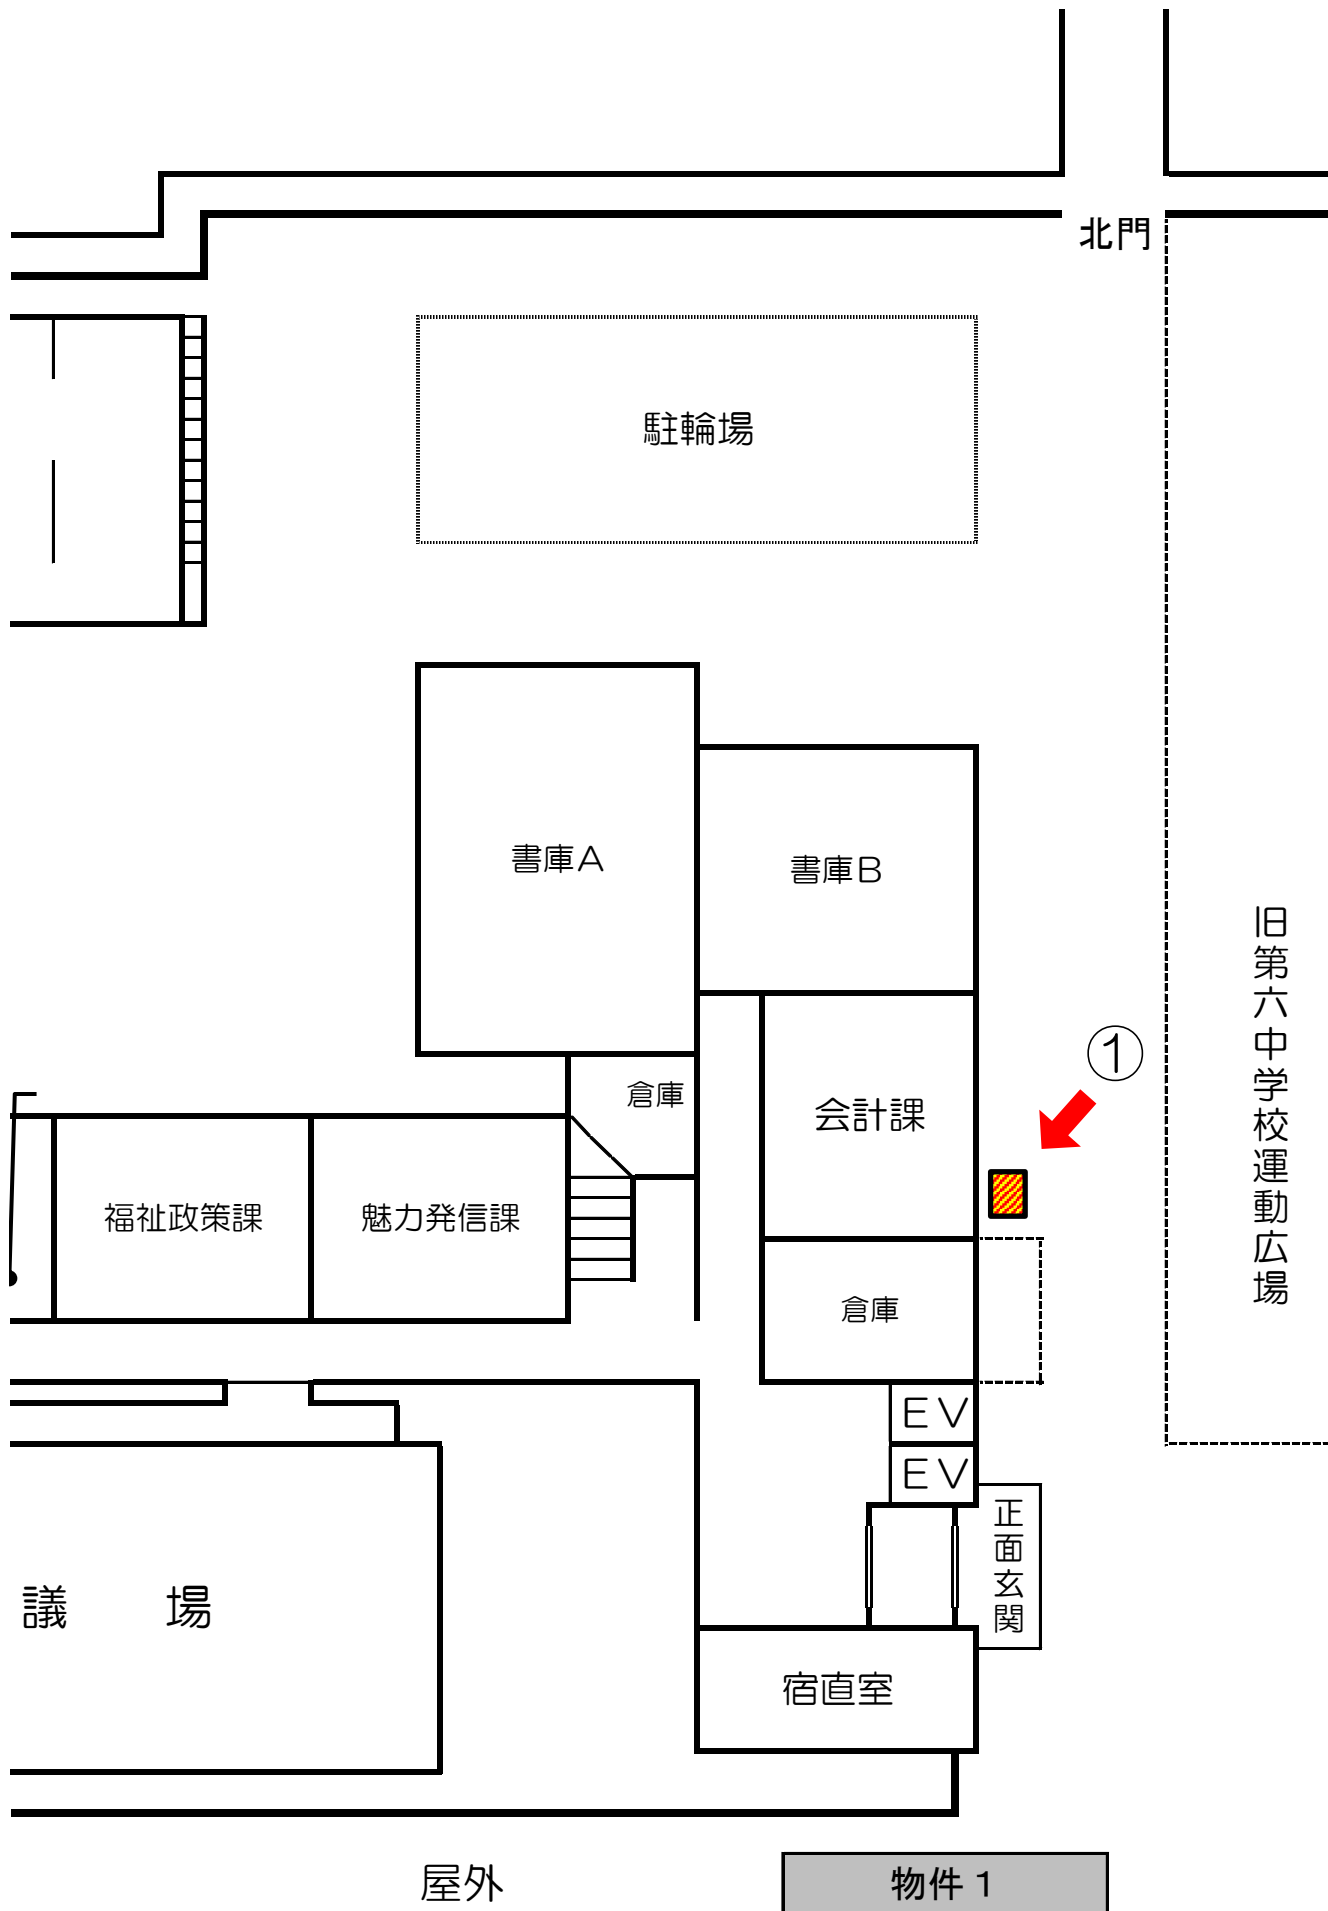 北門
駐輪場
書庫A
書庫B
旧第六中学校運動広場
①
倉庫
会計課
福祉政策課
魅力発信課
倉庫
EV
EV
正面玄関
議　場
宿直室
屋外
物件1